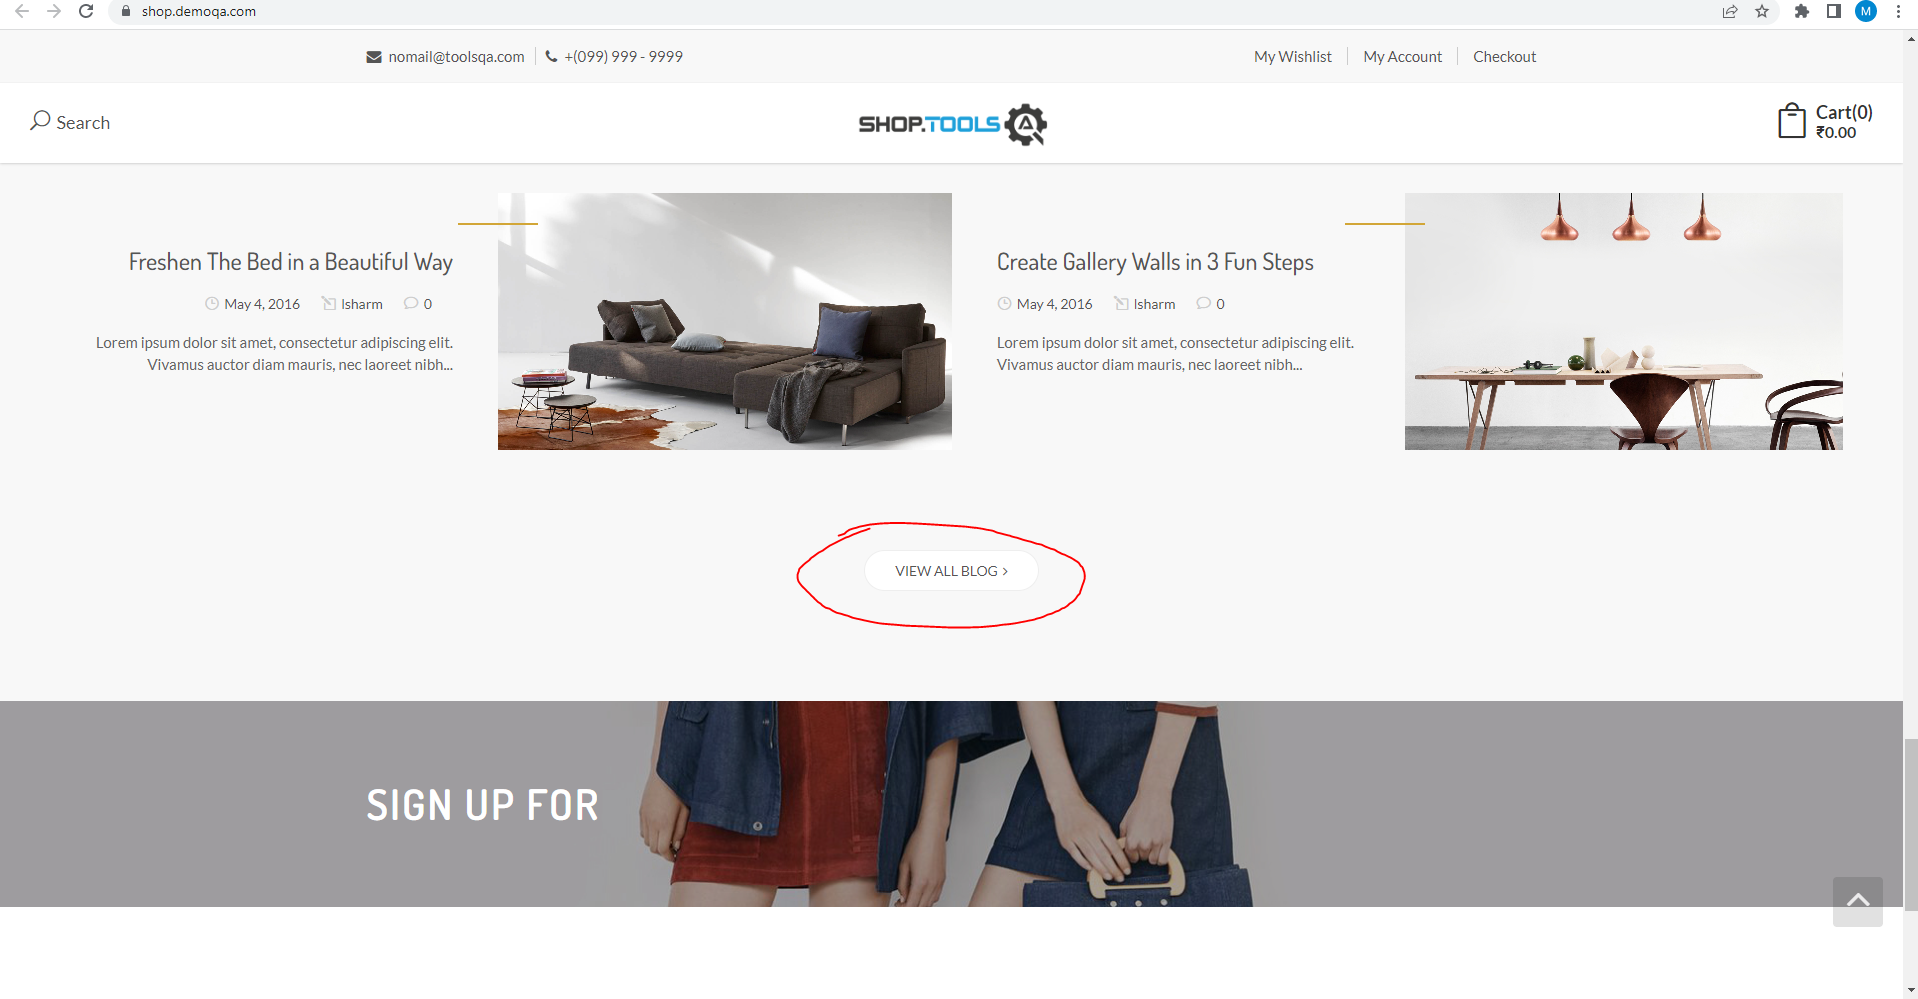 shop.demoqa.com
M
nomail@toolsqa.com
+(099) 999 - 9999
My Wishlist
My Account
Checkout
Search
SHOP.TOOLS
Cart(0)
₹0.00
Freshen The Bed in a Beautiful Way
May 4, 2016 lsharm 0
Lorem ipsum dolor sit amet, consectetur adipiscing elit.
Vivamus auctor diam mauris, nec laoreet nibh...
Create Gallery Walls in 3 Fun Steps
May 4, 2016 lsharm 0
Lorem ipsum dolor sit amet, consectetur adipiscing elit.
Vivamus auctor diam mauris, nec laoreet nibh...
VIEW ALL BLOG >
SIGN UP FOR